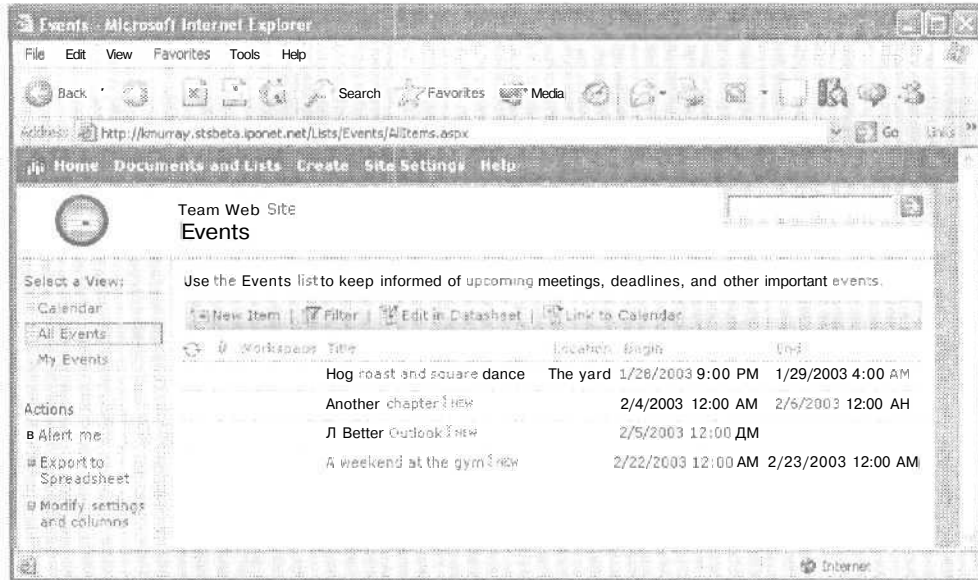 Events - Microsoft Internet Explorer
File Edit View Favorites Tools Help
Back Search Favorites Media
Address http://kmurray.stsbeta.iponet.net/Lists/Events/AllItems.aspx Go Links »
Home Documents and Lists Create Site Settings Help
Team Web Site
Events
Select a View:
Calendar
All Events
My Events
Actions
в Alert me
Export to
Spreadsheet
Modify settings
and columns
Use the Events list to keep informed of upcoming meetings, deadlines, and other important events.
New Item | Filter | Edit in Datasheet | Link to Calendar
Workspace Title Location Begin End
Hog roast and square dance The yard 1/28/2003 9:00 PM 1/29/2003 4:00 AM
Another chapter ! NEW 2/4/2003 12:00 AM 2/6/2003 12:00 AH
Л Better Outlook ! NEW 2/5/2003 12:00 ДМ
A weekend at the gym ! NEW 2/22/2003 12:00 AM 2/23/2003 12:00 AM
Internet